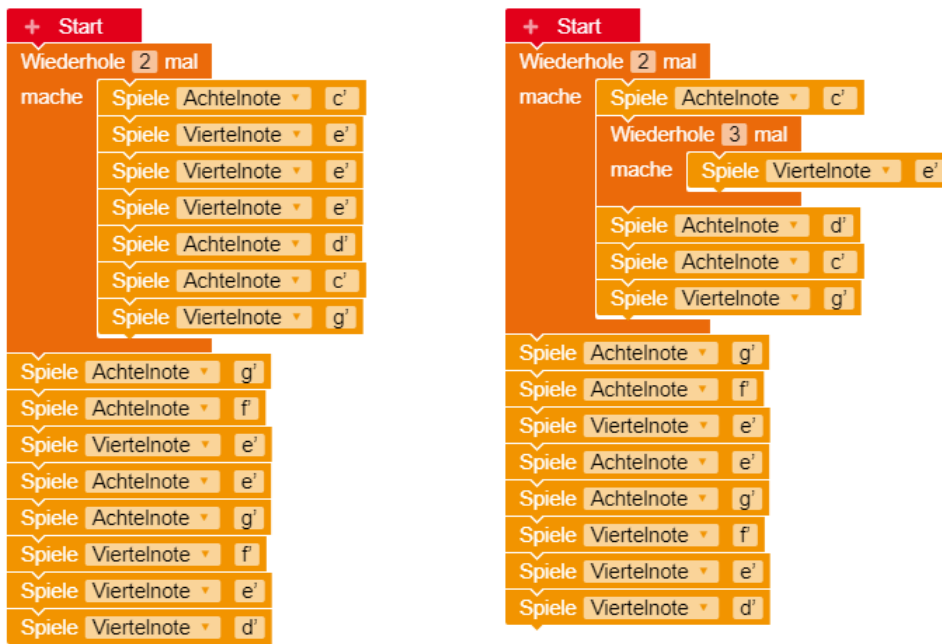 + Start
Wiederhole 2 mal
mache Spiele Achtelnote c'
Spiele Viertelnote e'
Spiele Viertelnote e'
Spiele Viertelnote e'
Spiele Achtelnote d'
Spiele Achtelnote c'
Spiele Viertelnote g'
Spiele Achtelnote g'
Spiele Achtelnote f'
Spiele Viertelnote e'
Spiele Achtelnote e'
Spiele Achtelnote g'
Spiele Viertelnote f'
Spiele Viertelnote e'
Spiele Viertelnote d'
+ Start
Wiederhole 2 mal
mache Spiele Achtelnote c'
Wiederhole 3 mal
mache Spiele Viertelnote e'
Spiele Achtelnote d'
Spiele Achtelnote c'
Spiele Viertelnote g'
Spiele Achtelnote g'
Spiele Achtelnote f'
Spiele Viertelnote e'
Spiele Achtelnote e'
Spiele Achtelnote g'
Spiele Viertelnote f'
Spiele Viertelnote e'
Spiele Viertelnote d'